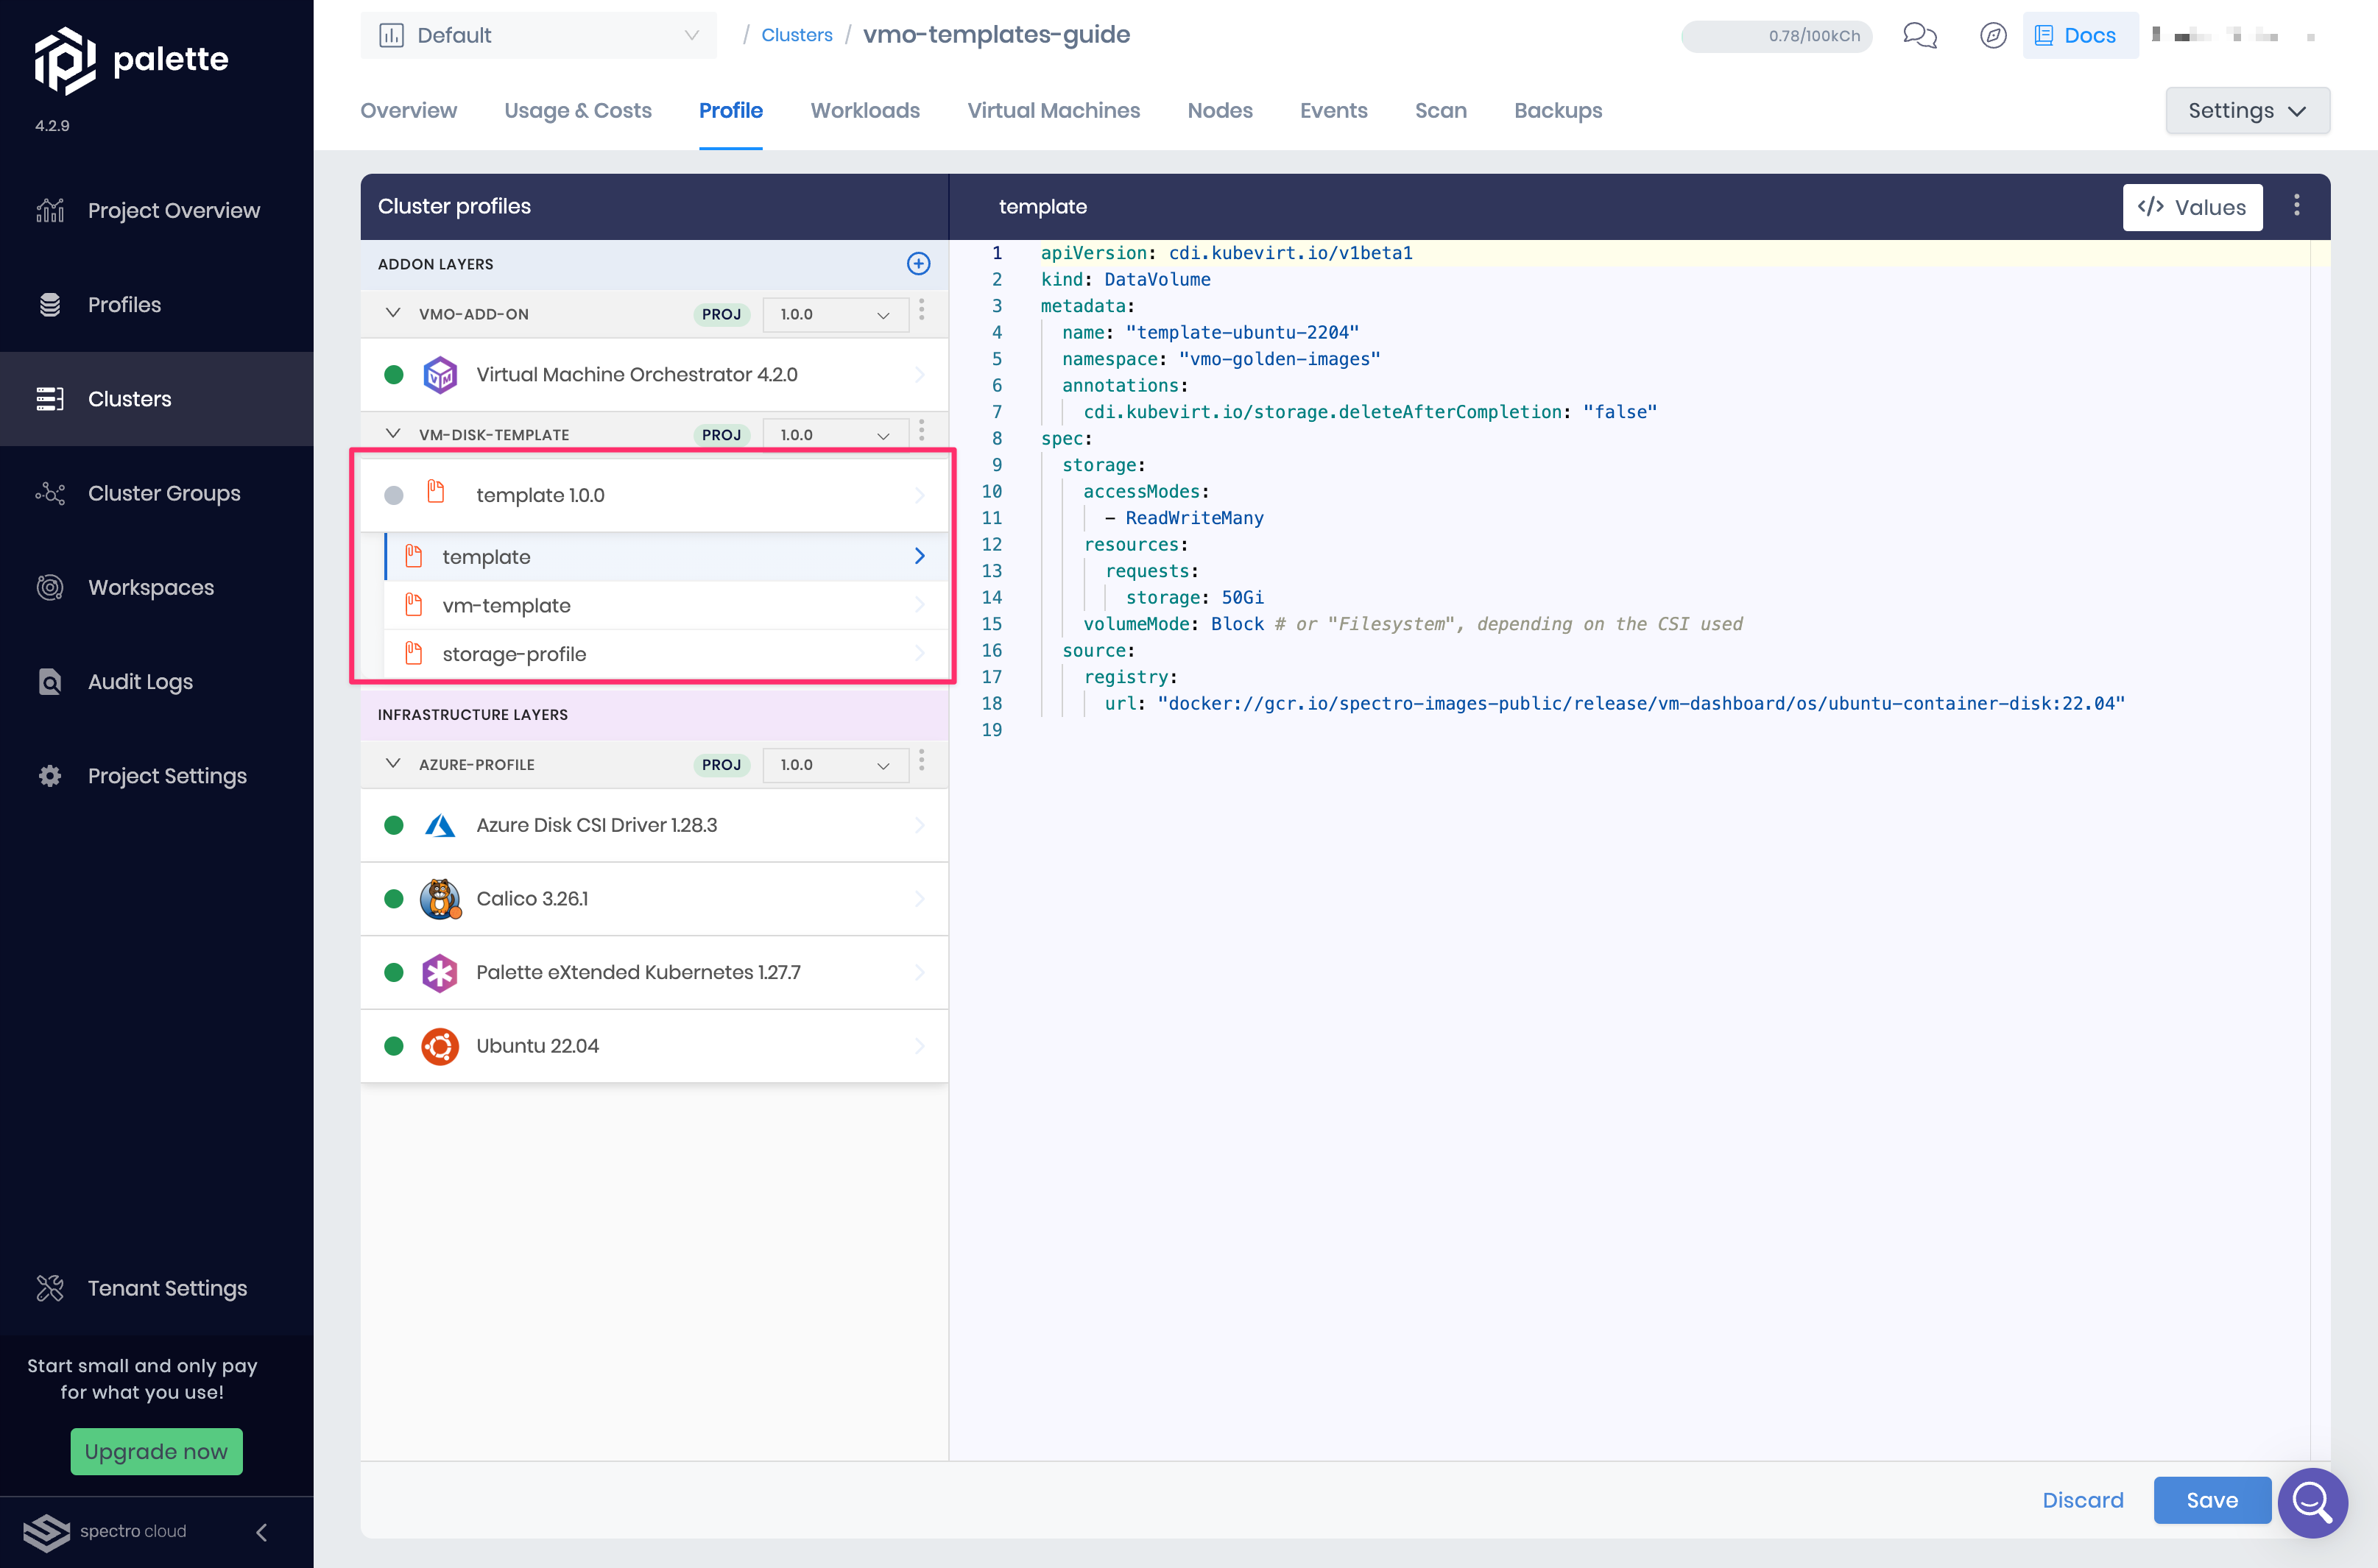 palette
4.2.9
Project Overview
Profiles
Clusters
Cluster Groups
Workspaces
Audit Logs
Project Settings
Tenant Settings
Start small and only pay
for what you use!
Upgrade now
spectro cloud
Default
/ Clusters / vmo-templates-guide
0.78/100kCh
Docs
Overview
Usage & Costs
Profile
Workloads
Virtual Machines
Nodes
Events
Scan
Backups
Settings
Cluster profiles
ADDON LAYERS
VMO-ADD-ON PROJ 1.0.0
Virtual Machine Orchestrator 4.2.0
VM-DISK-TEMPLATE PROJ 1.0.0
template 1.0.0
template
vm-template
storage-profile
INFRASTRUCTURE LAYERS
AZURE-PROFILE PROJ 1.0.0
Azure Disk CSI Driver 1.28.3
Calico 3.26.1
Palette eXtended Kubernetes 1.27.7
Ubuntu 22.04
template
</> Values
1 apiVersion: cdi.kubevirt.io/v1beta1
2 kind: DataVolume
3 metadata:
4 name: "template-ubuntu-2204"
5 namespace: "vmo-golden-images"
6 annotations:
7 cdi.kubevirt.io/storage.deleteAfterCompletion: "false"
8 spec:
9 storage:
10 accessModes:
11 - ReadWriteMany
12 resources:
13 requests:
14 storage: 50Gi
15 volumeMode: Block # or "Filesystem", depending on the CSI used
16 source:
17 registry:
18 url: "docker://gcr.io/spectro-images-public/release/vm-dashboard/os/ubuntu-container-disk:22.04"
19
Discard
Save